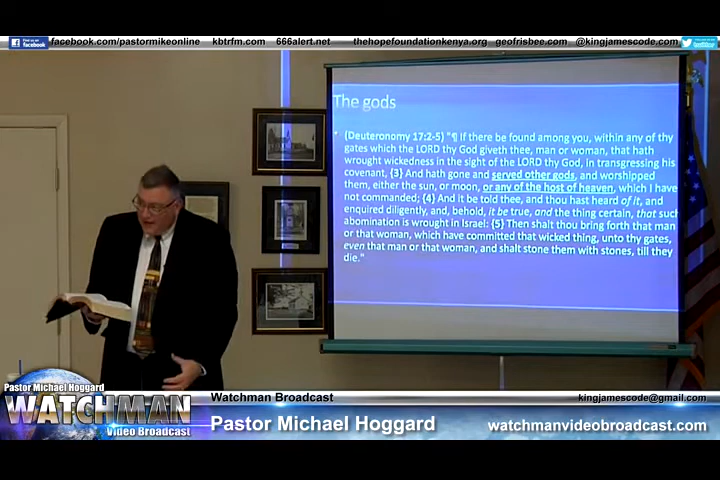 Find us on facebook facebook.com/pastormikeonline kbtrfm.com 666alert.net thehopefoundationkenya.org geofrisbee.com @kingjamescode.com
The gods
(Deuteronomy 17:2-5) "¶ If there be found among you, within any of thy
gates which the LORD thy God giveth thee, man or woman, that hath
wrought wickedness in the sight of the LORD thy God, in transgressing his
covenant, {3} And hath gone and served other gods, and worshipped
them, either the sun, or moon, or any of the host of heaven, which I have
not commanded; {4} And it be told thee, and thou hast heard of it, and
enquired diligently, and, behold, it be true, and the thing certain, that such
abomination is wrought in Israel: {5} Then shalt thou bring forth that man
or that woman, which have committed that wicked thing, unto thy gates,
even that man or that woman, and shalt stone them with stones, till they
die."
Pastor Michael Hoggard
WATCHMAN
Video Broadcast
Watchman Broadcast kingjamescode@gmail.com
Pastor Michael Hoggard watchmanvideobroadcast.com